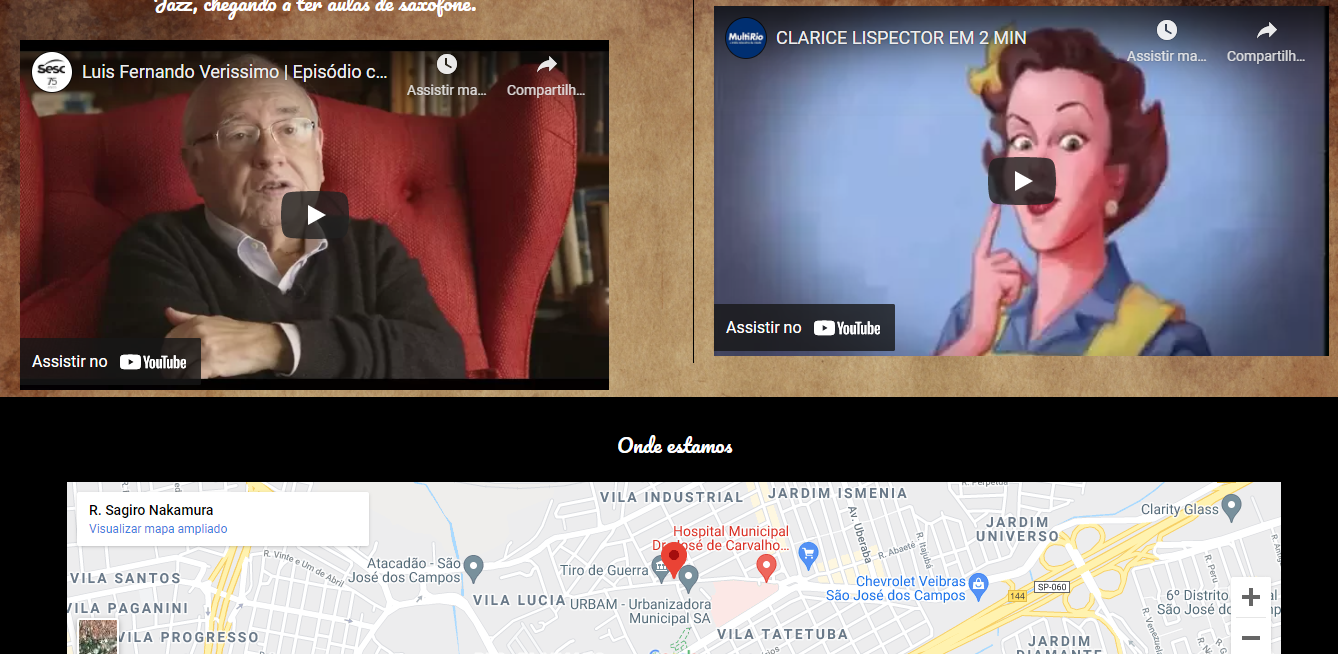 Jazz, chegando a ter aulas de saxofone.
Sesc
75
Luis Fernando Verissimo | Episódio c...
Assistir ma...
Compartilh...
Assistir no YouTube
MultiRio
CLARICE LISPECTOR EM 2 MIN
Assistir ma...
Compartilh...
Assistir no YouTube
Onde estamos
R. Sagiro Nakamura
Visualizar mapa ampliado
VILA INDUSTRIAL
JARDIM ISMENIA
R. Perpétua
Clarity Glass
JARDIM
UNIVERSO
Av. Uberaba
R. Itajubá
R. Abaeté
Hospital Municipal
Dr. José de Carvalho...
R. Vinte e Um de Abril
Atacadão - São
José dos Campos
Tiro de Guerra
Chevrolet Veibras
São José dos Campos
SP-060
144
R. Peru
6º Distrito
São José do
Campos
VILA SANTOS
VILA PAGANINI
VILA LUCIA
URBAM - Urbanizadora
Municipal SA
VILA PROGRESSO
VILA TATETUBA
JARDIM
DIAMANTE
R. Venezuela